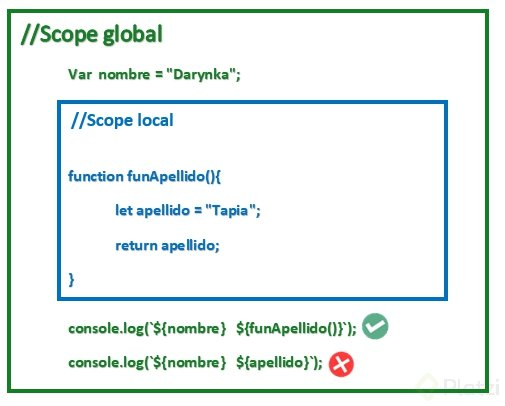 //Scope global
Var nombre = "Darynka";
//Scope local
function funApellido(){
let apellido = "Tapia";
return apellido;
}
console.log(`${nombre}   ${funApellido()}`);
console.log(`${nombre}   ${apellido}`);
Platzi